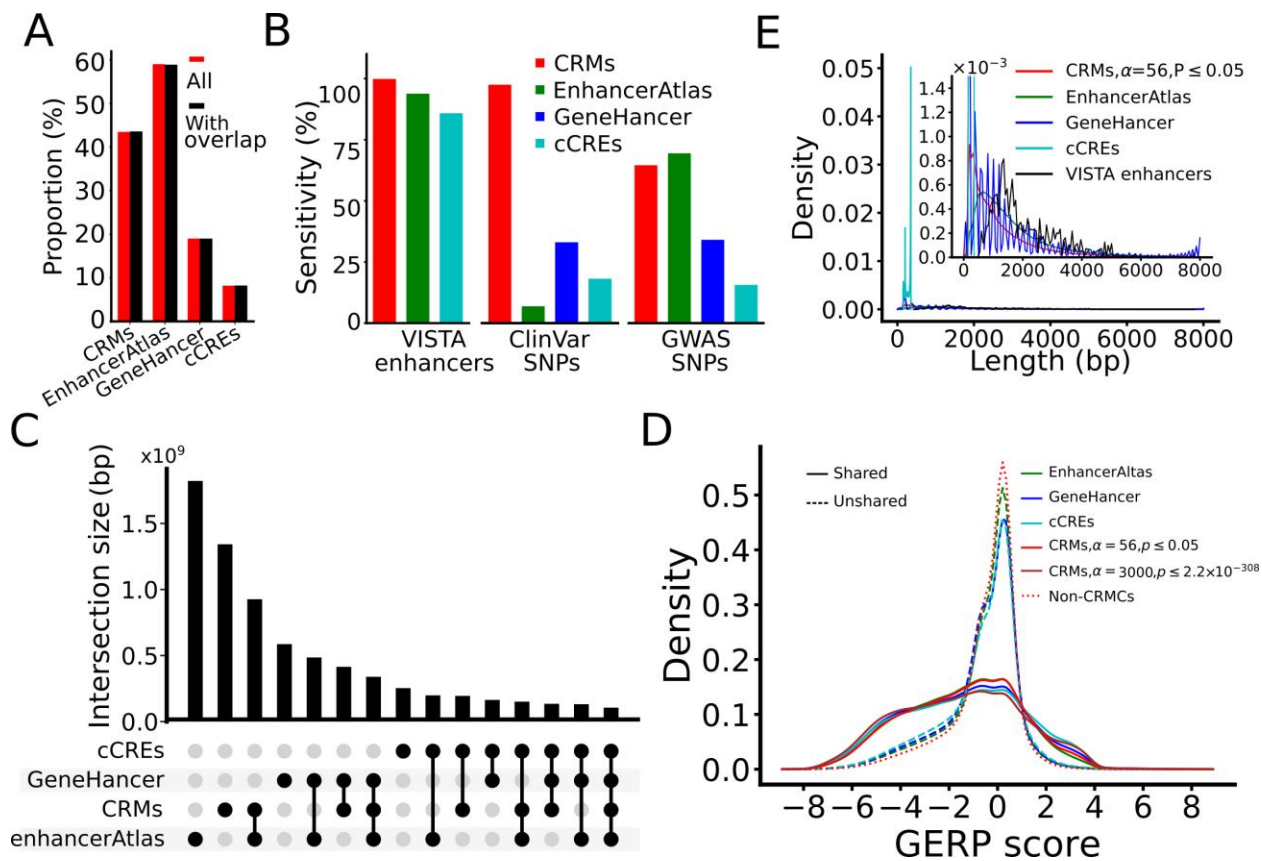 A
60
50
40
30
20
10
0
Proportion (%)
All
With
overlap
CRMs
EnhancerAtlas
GeneHancer
cCREs
B
100
75
50
25
0
Sensitivity (%)
CRMs
EnhancerAtlas
GeneHancer
cCREs
VISTA
enhancers
ClinVar
SNPs
GWAS
SNPs
E
0.05
0.04
0.03
0.02
0.01
0.00
Density
×10⁻³
1.4
1.2
1.0
0.8
0.6
0.4
0.2
0.0
0 2000 4000 6000 8000
CRMs,α=56,P ≤ 0.05
EnhancerAtlas
GeneHancer
cCREs
VISTA enhancers
0 2000 4000 6000 8000
Length (bp)
C
x10⁹
1.5
1.0
0.5
0.0
Intersection size (bp)
cCREs
GeneHancer
CRMs
enhancerAtlas
D
0.5
0.4
0.3
0.2
0.1
0.0
Density
Shared
Unshared
EnhancerAltas
GeneHancer
cCREs
CRMs,α = 56,p ≤ 0.05
CRMs,α = 3000,p ≤ 2.2×10⁻³⁰⁸
Non-CRMCs
−8 −6 −4 −2 0 2 4 6 8
GERP score